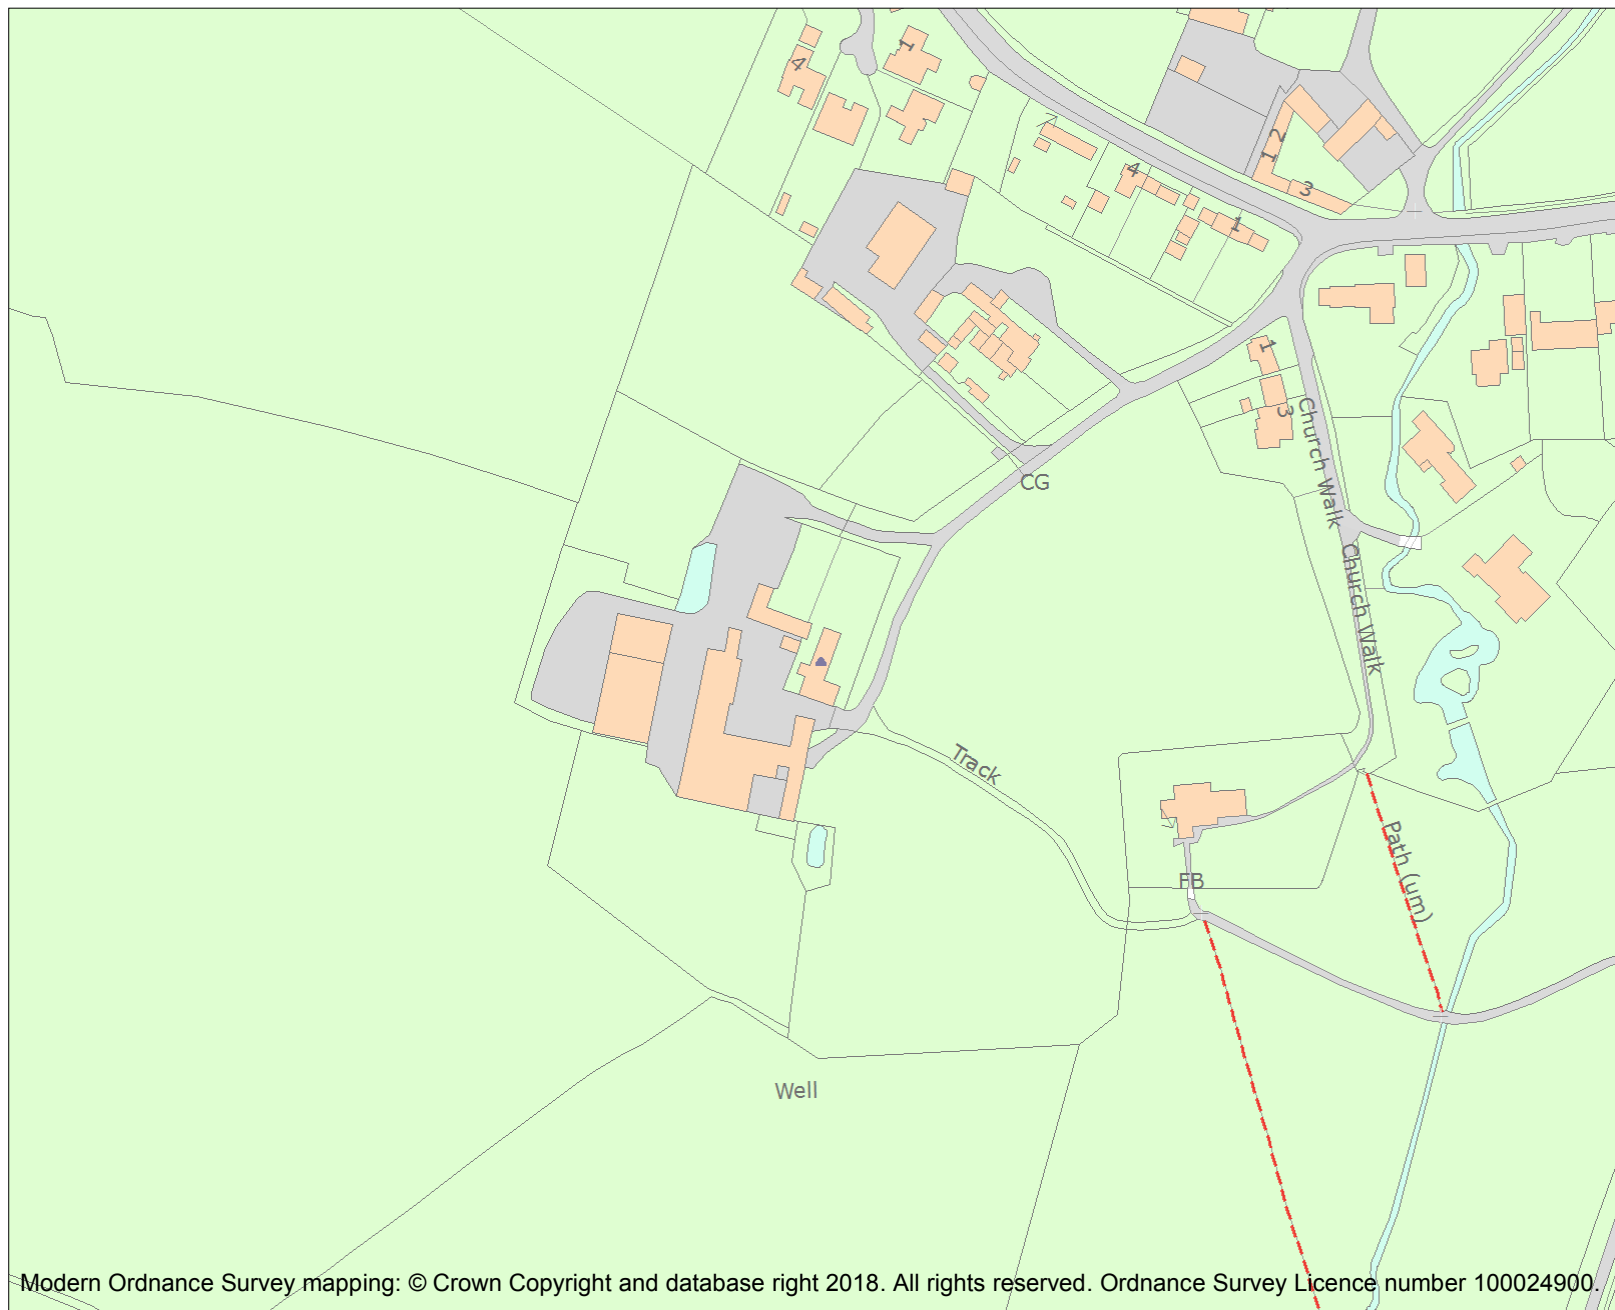 4
1
2
1
3
4
1
1
3
Church Walk
CG
Church Walk
Track
Path (um)
FB
Well
Modern Ordnance Survey mapping: © Crown Copyright and database right 2018. All rights reserved. Ordnance Survey Licence number 100024900.